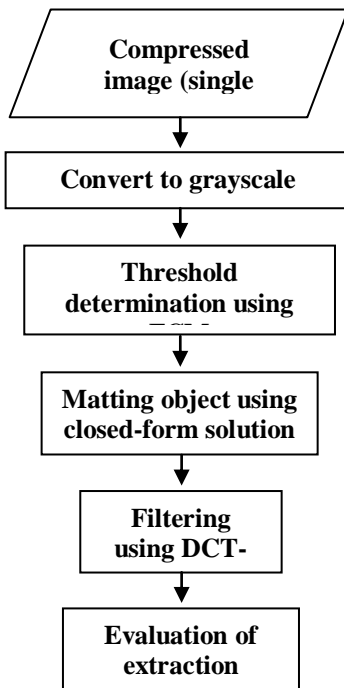 Compressed
image (single
Convert to grayscale
Threshold
determination using
Matting object using
closed-form solution
Filtering
using DCT-
Evaluation of
extraction